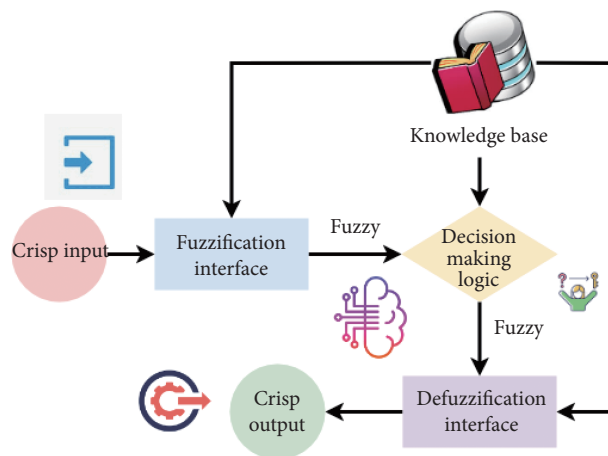 Knowledge base
Crisp input
Fuzzification
interface
Fuzzy
Decision
making
logic
Fuzzy
Crisp
output
Defuzzification
interface